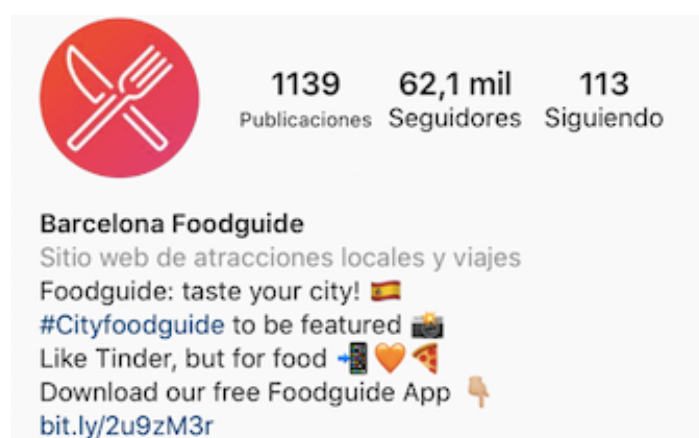 1139 62,1 mil 113
Publicaciones Seguidores Siguiendo
Barcelona Foodguide
Sitio web de atracciones locales y viajes
Foodguide: taste your city! 🇪🇸
#Cityfoodguide to be featured 📸
Like Tinder, but for food 📲🧡🍕
Download our free Foodguide App 👇🏼
bit.ly/2u9zM3r